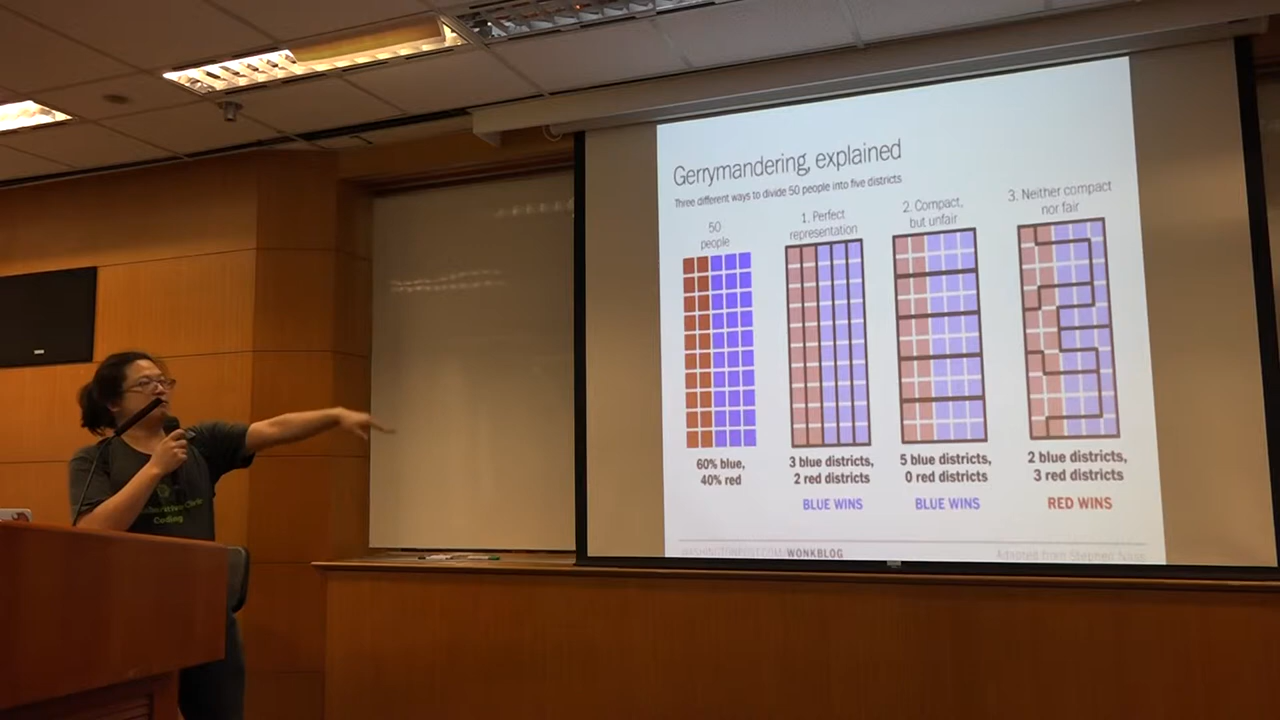 Gerrymandering, explained
Three different ways to divide 50 people into five districts
50
people
1. Perfect
representation
2. Compact,
but unfair
3. Neither compact
nor fair
60% blue,
40% red
3 blue districts,
2 red districts
BLUE WINS
5 blue districts,
0 red districts
BLUE WINS
2 blue districts,
3 red districts
RED WINS
WASHINGTONPOST.COM/WONKBLOG
Adapted from Stephen
Coding